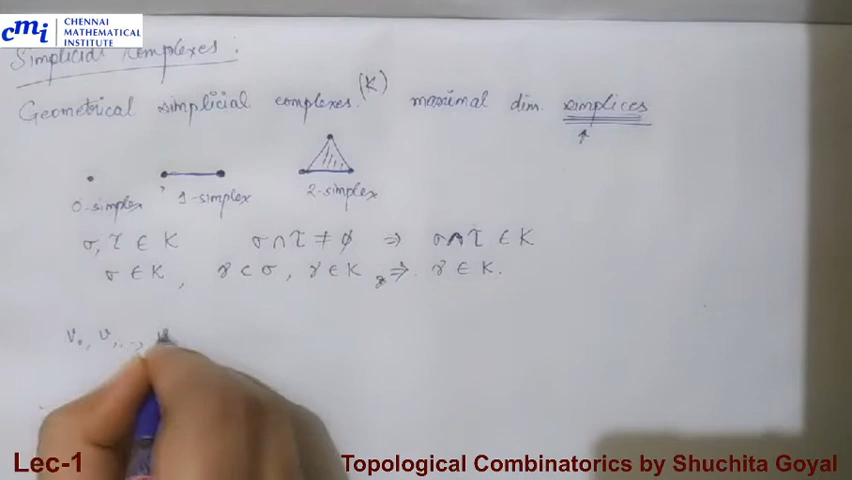 cmi CHENNAI MATHEMATICAL INSTITUTE
Simplicial Complexes :
Geometrical simplicial complexes. (K) maximal dim. simplices
0-simplex 1-simplex 2-simplex
σ, τ ∈ K σ∩τ ≠ ∅ ⇒ σ∩τ ∈ K
σ ∈ K, γ ⊂ σ, γ ∈ K ⇒ γ ∈ K.
v₀, v, ...,
Lec-1 Topological Combinatorics by Shuchita Goyal